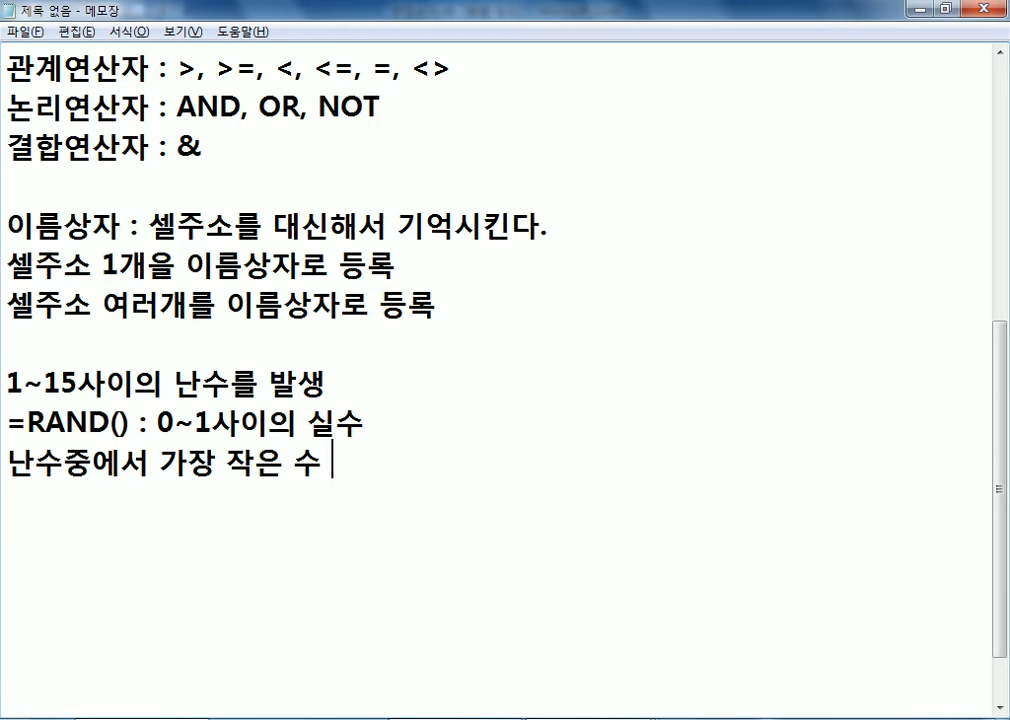 제목 없음 - 메모장
파일(F) 편집(E) 서식(O) 보기(V) 도움말(H)
관계연산자 : >, >=, <, <=, =, <>
논리연산자 : AND, OR, NOT
결합연산자 : &
이름상자 : 셀주소를 대신해서 기억시킨다.
셀주소 1개을 이름상자로 등록
셀주소 여러개를 이름상자로 등록
1~15사이의 난수를 발생
=RAND() : 0~1사이의 실수
난수중에서 가장 작은 수